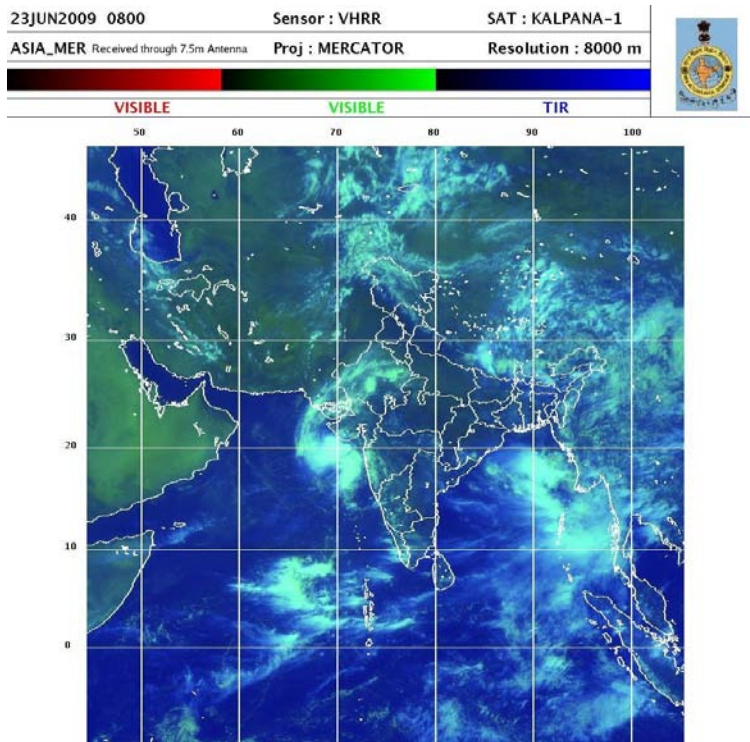 23JUN2009 0800 Sensor : VHRR SAT : KALPANA-1
ASIA_MER Received through 7.5m Antenna Proj : MERCATOR Resolution : 8000 m
VISIBLE VISIBLE TIR
50 60 70 80 90 100
40
30
20
10
0